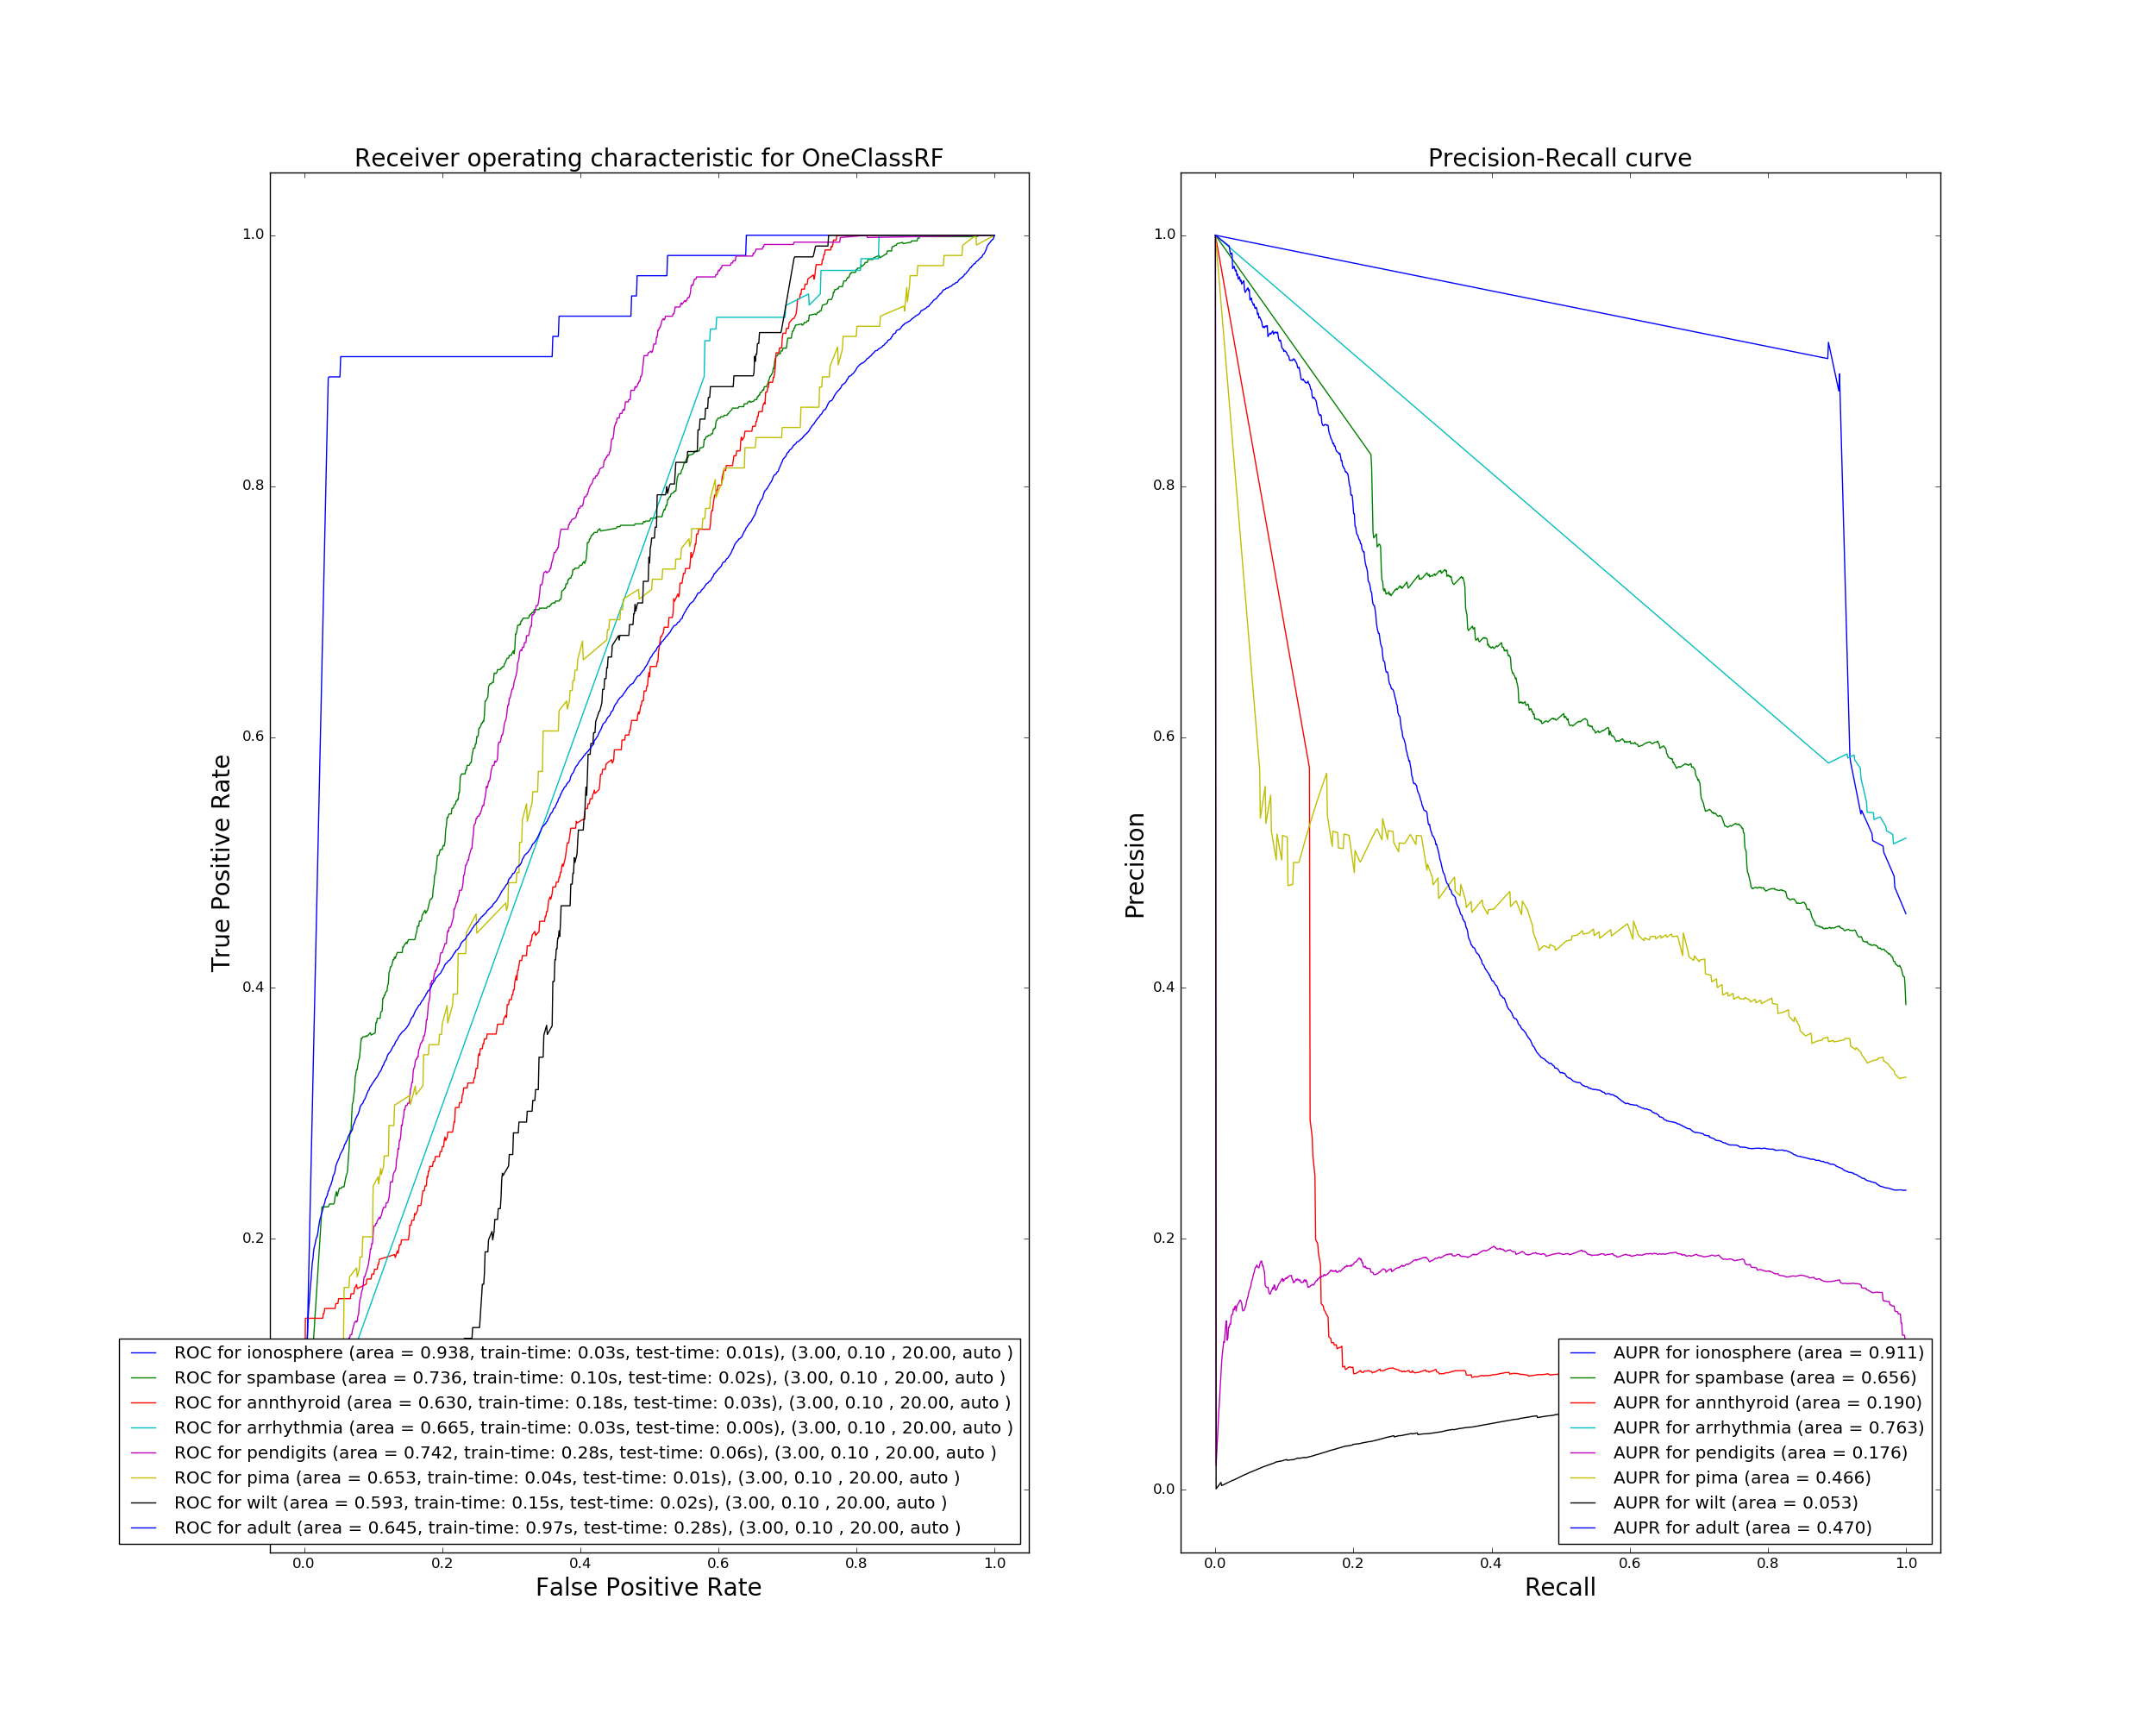 Receiver operating characteristic for OneClassRF
1.0
0.8
0.6
0.4
0.2
True Positive Rate
ROC for ionosphere (area = 0.938, train-time: 0.03s, test-time: 0.01s), (3.00, 0.10 , 20.00, auto )
ROC for spambase (area = 0.736, train-time: 0.10s, test-time: 0.02s), (3.00, 0.10 , 20.00, auto )
ROC for annthyroid (area = 0.630, train-time: 0.18s, test-time: 0.03s), (3.00, 0.10 , 20.00, auto )
ROC for arrhythmia (area = 0.665, train-time: 0.03s, test-time: 0.00s), (3.00, 0.10 , 20.00, auto )
ROC for pendigits (area = 0.742, train-time: 0.28s, test-time: 0.06s), (3.00, 0.10 , 20.00, auto )
ROC for pima (area = 0.653, train-time: 0.04s, test-time: 0.01s), (3.00, 0.10 , 20.00, auto )
ROC for wilt (area = 0.593, train-time: 0.15s, test-time: 0.02s), (3.00, 0.10 , 20.00, auto )
ROC for adult (area = 0.645, train-time: 0.97s, test-time: 0.28s), (3.00, 0.10 , 20.00, auto )
0.0 0.2 0.4 0.6 0.8 1.0
False Positive Rate
Precision-Recall curve
1.0
0.8
0.6
0.4
0.2
0.0
Precision
AUPR for ionosphere (area = 0.911)
AUPR for spambase (area = 0.656)
AUPR for annthyroid (area = 0.190)
AUPR for arrhythmia (area = 0.763)
AUPR for pendigits (area = 0.176)
AUPR for pima (area = 0.466)
AUPR for wilt (area = 0.053)
AUPR for adult (area = 0.470)
0.0 0.2 0.4 0.6 0.8 1.0
Recall